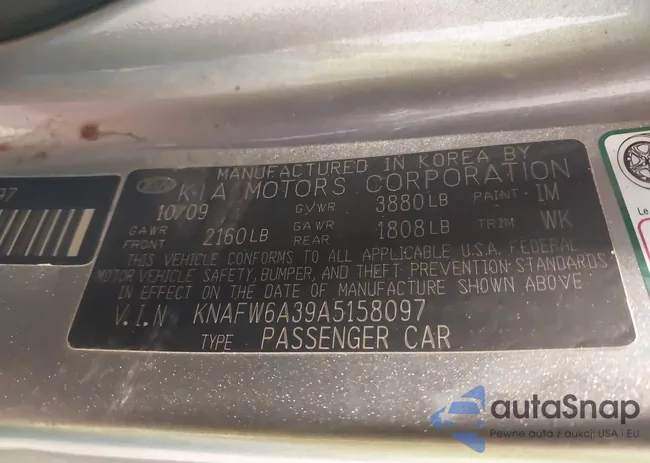 MANUFACTURED IN KOREA BY
KIA MOTORS CORPORATION
10/09 GVWR 3880LB PAINT: IM
GAWR FRONT 2160LB GAWR REAR 1808LB TRIM: WK
THIS VEHICLE CONFORMS TO ALL APPLICABLE U.S.A. FEDERAL
MOTOR VEHICLE SAFETY, BUMPER, AND THEFT PREVENTION STANDARDS
IN EFFECT ON THE DATE OF MANUFACTURE SHOWN ABOVE
V.I.N KNAFW6A39A5158097
TYPE PASSENGER CAR
97
Le
autaSnap
Pewne auta z aukcji: USA i EU